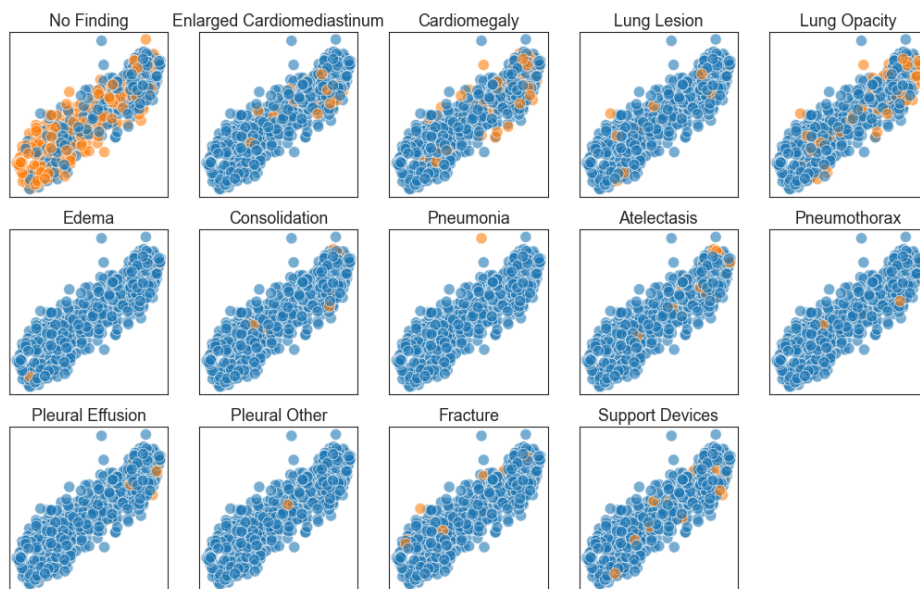 No Finding
Enlarged Cardiomediastinum
Cardiomegaly
Lung Lesion
Lung Opacity
Edema
Consolidation
Pneumonia
Atelectasis
Pneumothorax
Pleural Effusion
Pleural Other
Fracture
Support Devices